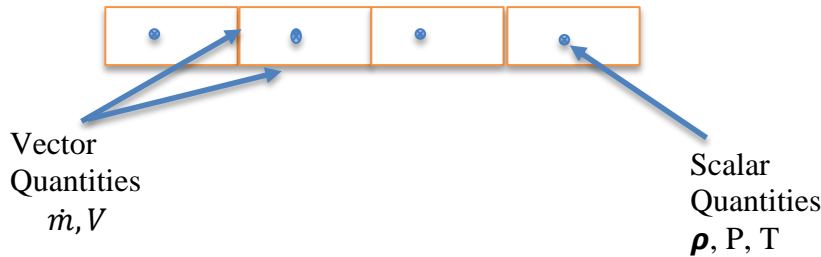 Vector
Quantities
ṁ, V
Scalar
Quantities
ρ, P, T